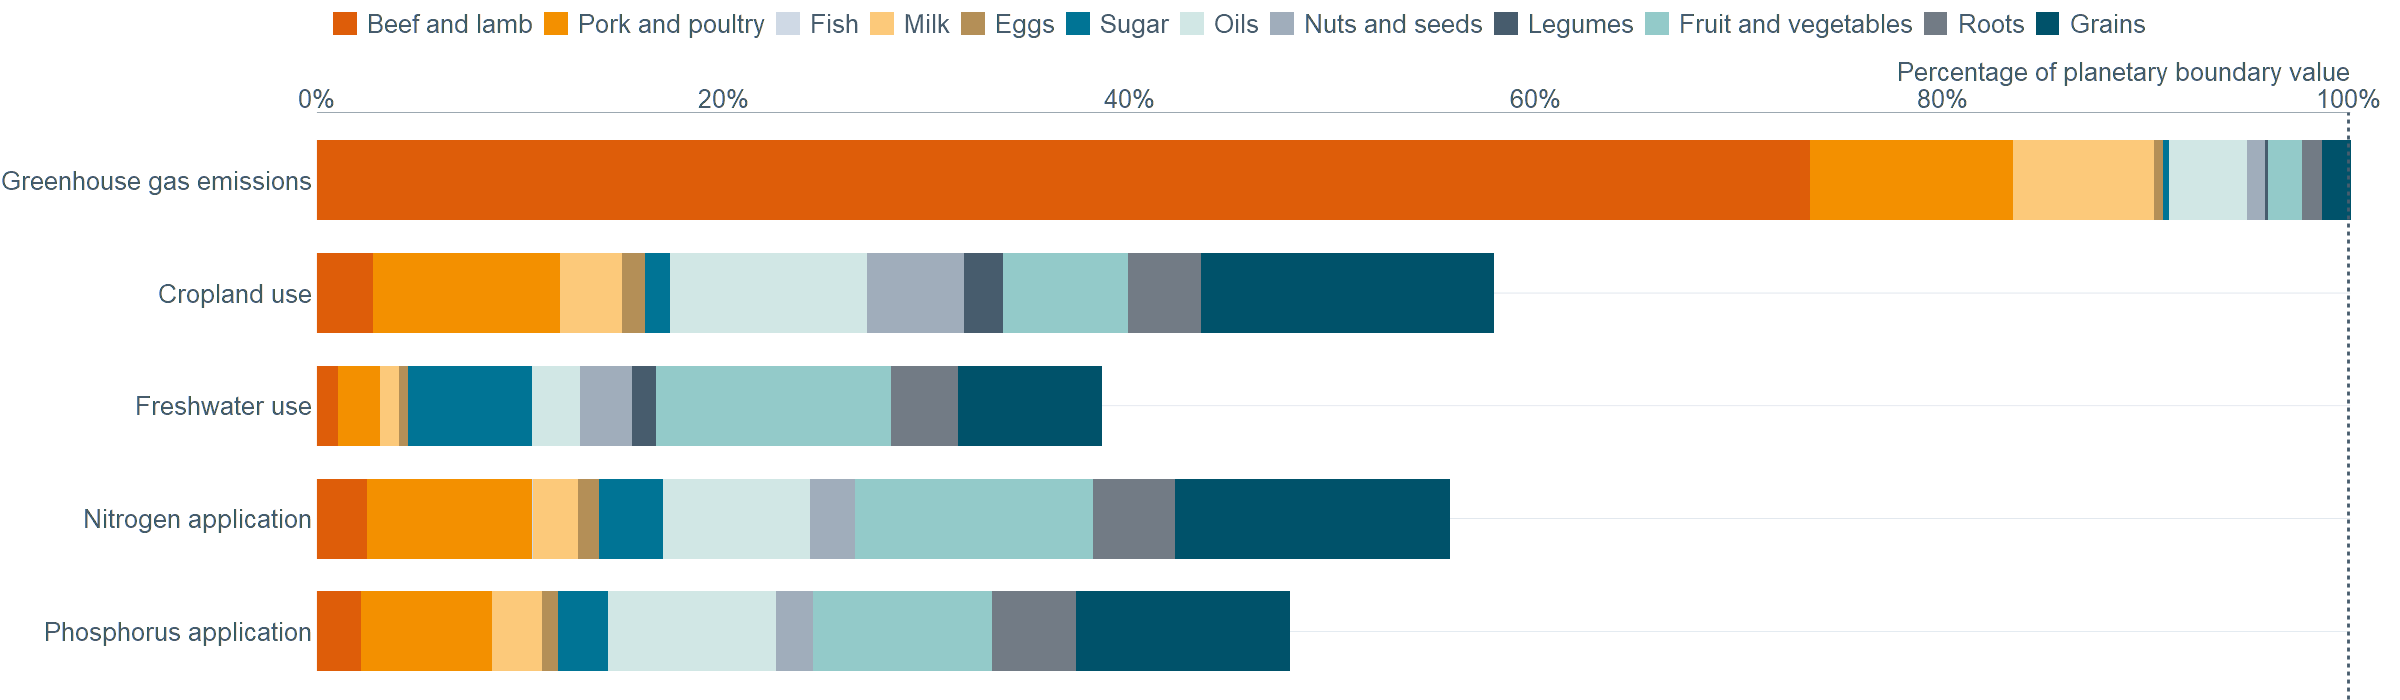 Beef and lamb Pork and poultry Fish Milk Eggs Sugar Oils Nuts and seeds Legumes Fruit and vegetables Roots Grains
Percentage of planetary boundary value
0% 20% 40% 60% 80% 100%
Greenhouse gas emissions
Cropland use
Freshwater use
Nitrogen application
Phosphorus application